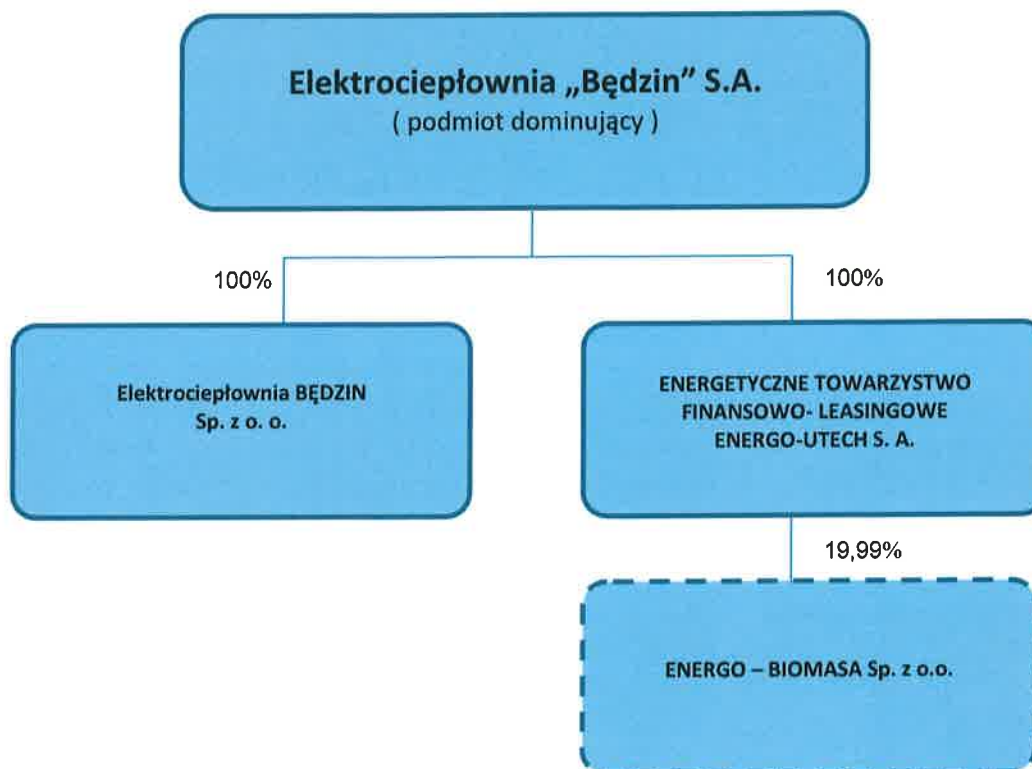 Elektrociepłownia „Będzin” S.A.
( podmiot dominujący )
100%
100%
Elektrociepłownia BĘDZIN
Sp. z o. o.
ENERGETYCZNE TOWARZYSTWO
FINANSOWO- LEASINGOWE
ENERGO-UTECH S. A.
19,99%
ENERGO – BIOMASA Sp. z o.o.